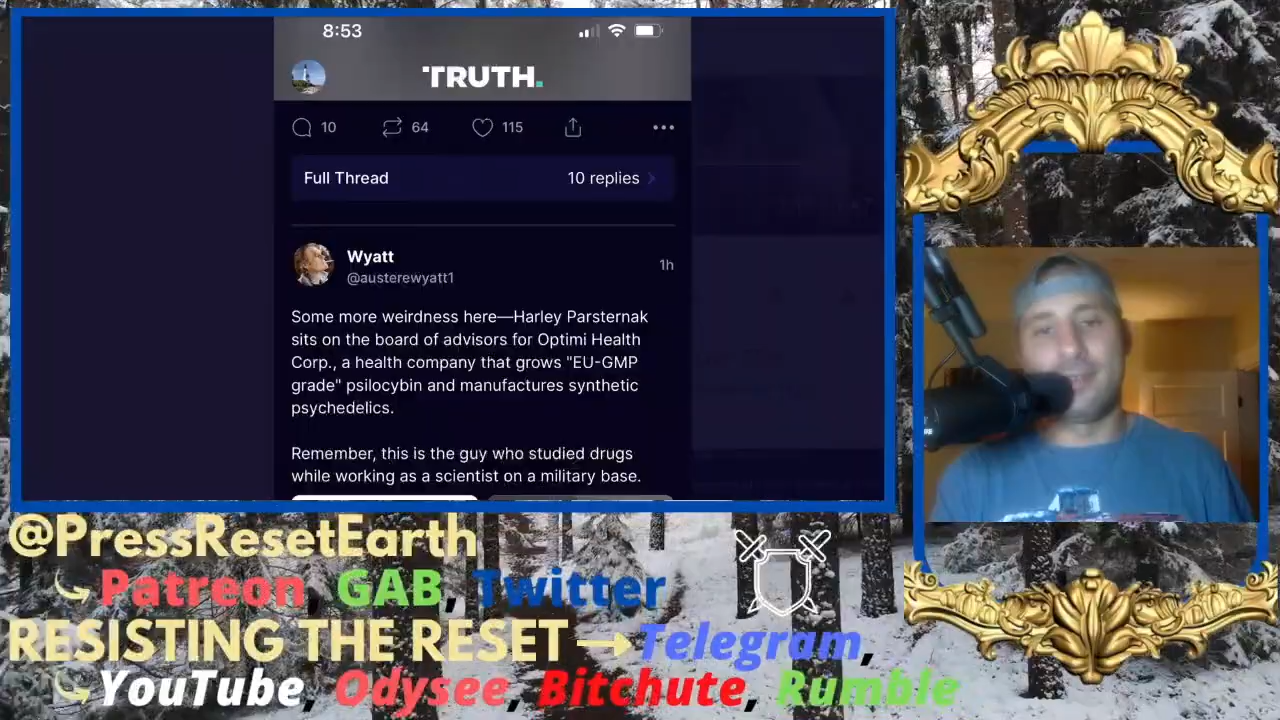 8:53
TRUTH.
10 64 115
Full Thread 10 replies
Wyatt
@austerewyatt1 1h
Some more weirdness here—Harley Parsternak
sits on the board of advisors for Optimi Health
Corp., a health company that grows "EU-GMP
grade" psilocybin and manufactures synthetic
psychedelics.
Remember, this is the guy who studied drugs
while working as a scientist on a military base.
@PressResetEarth
Patreon, GAB, Twitter
RESISTING THE RESET → Telegram,
YouTube, Odysee, Bitchute, Rumble